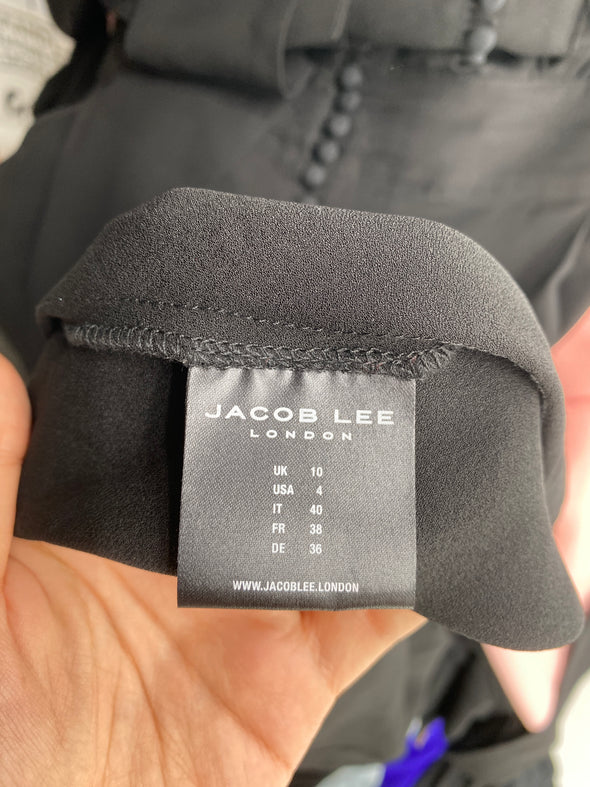 JACOB LEE
LONDON
UK 10
USA 4
IT 40
FR 38
DE 36
WWW.JACOBLEE.LONDON